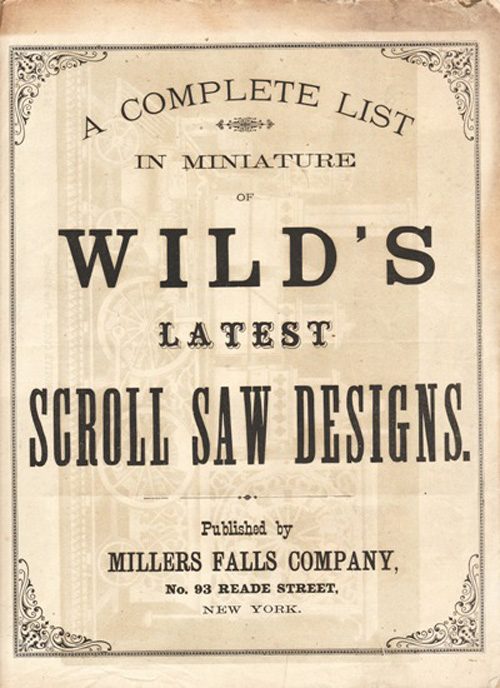 A COMPLETE LIST
IN MINIATURE
OF
WILD'S
LATEST
SCROLL SAW DESIGNS.
Published by
MILLERS FALLS COMPANY,
No. 93 READE STREET,
NEW YORK.